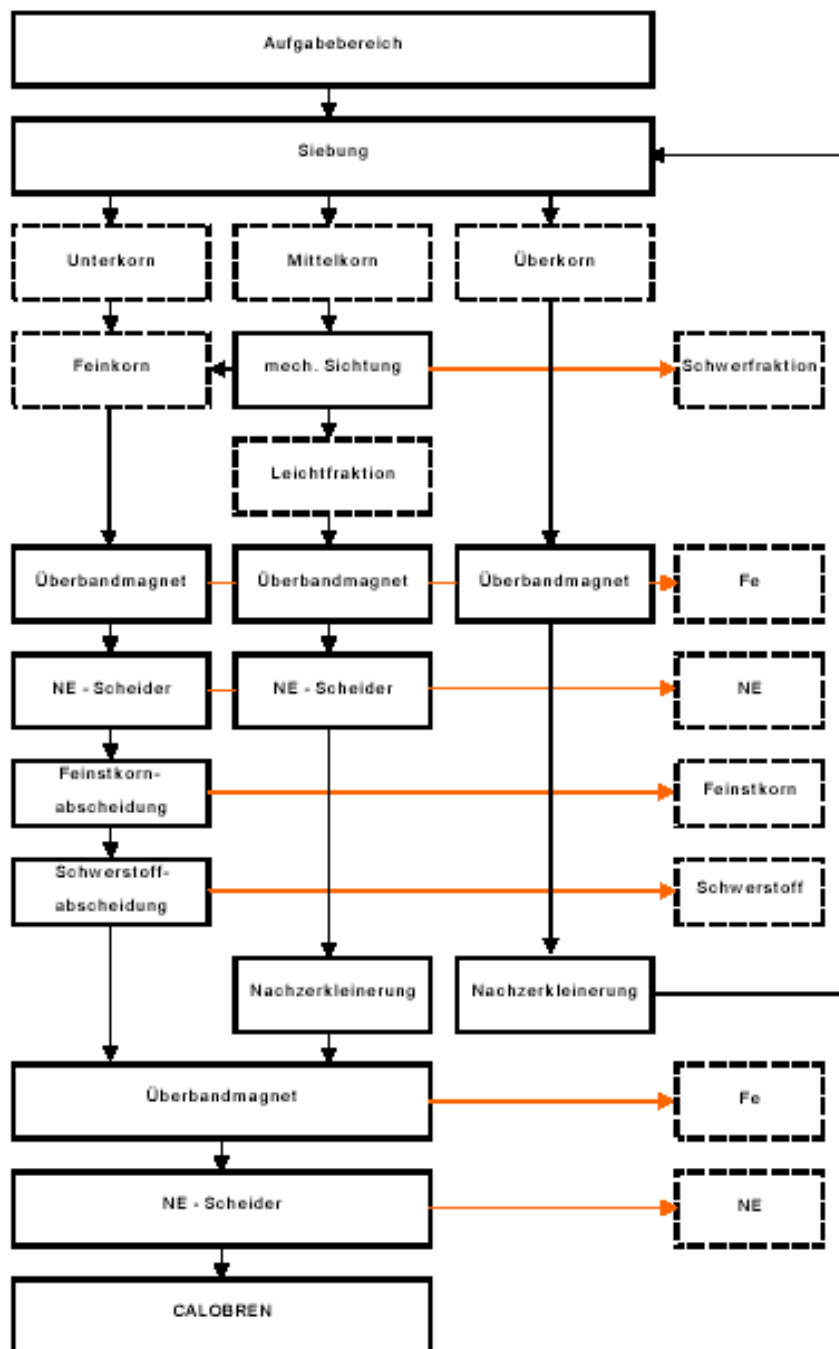 Aufgabebereich
Siebung
Unterkorn
Mittelkorn
Überkorn
Feinkorn
mech. Sichtung
Schwerfraktion
Leichtfraktion
Überbandmagnet
Überbandmagnet
Überbandmagnet
Fe
NE - Scheider
NE - Scheider
NE
Feinstkorn-
abscheidung
Feinstkorn
Schwerstoff-
abscheidung
Schwerstoff
Nachzerkleinerung
Nachzerkleinerung
Überbandmagnet
Fe
NE - Scheider
NE
CALOBREN